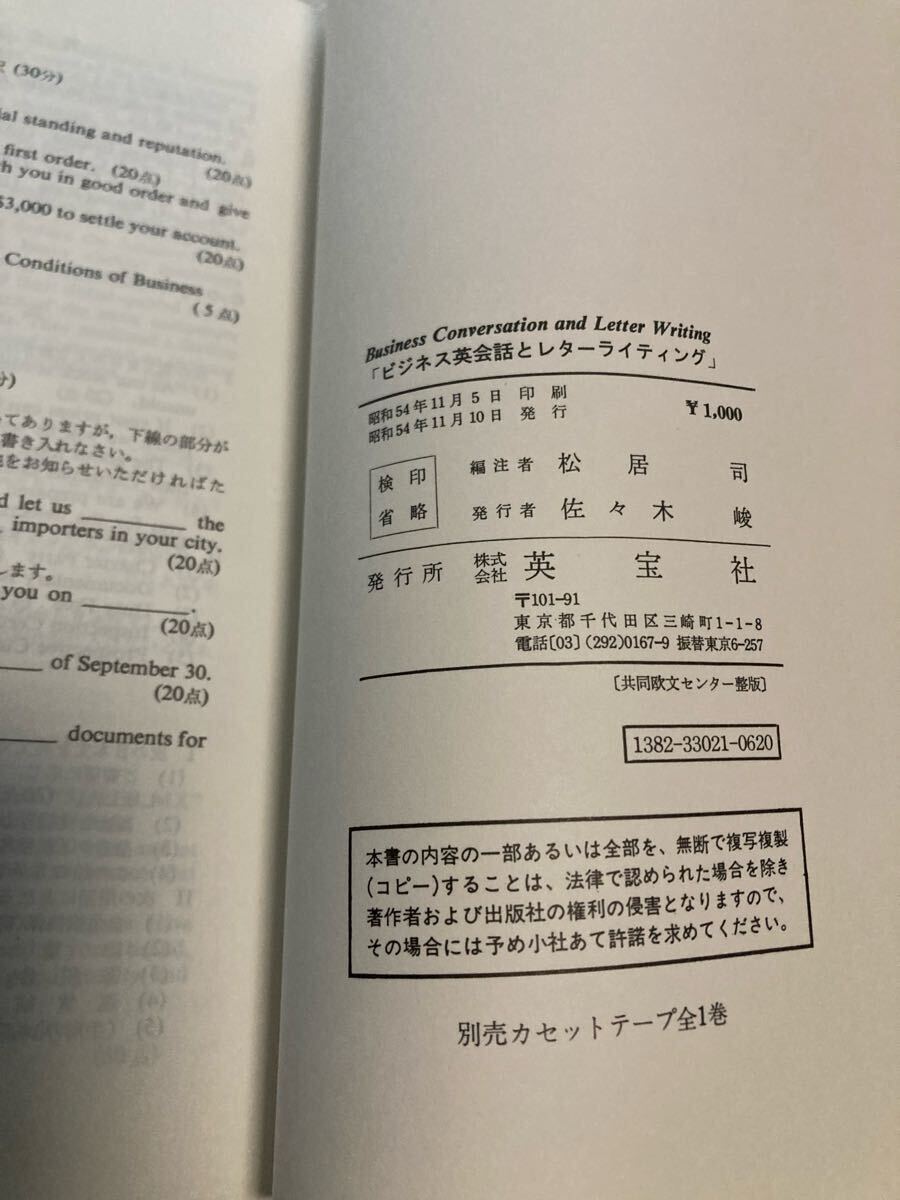 (30分)
ial standing and reputation.
(20点)
first order. (20点)
h you in good order and give
$3,000 to settle your account.
(20点)
Conditions of Business
(5点)
分)
てありますが，下線の部分が
書き入れなさい。
をお知らせいただければた
d let us ________ the
importers in your city.
(20点)
します。
you on ________.
(20点)
of September 30.
(20点)
documents for
Business Conversation and Letter Writing
「ビジネス英会話とレターライティング」
昭和54年11月5日 印刷
昭和54年11月10日 発行
¥1,000
検印
省略
編注者 松居司
発行者 佐々木峻
発行所 株式会社 英宝社
〒101-91
東京都千代田区三崎町1-1-8
電話[03] (292)0167-9 振替東京6-257
[共同欧文センター整版]
1382-33021-0620
本書の内容の一部あるいは全部を、無断で複写複製
(コピー)することは、法律で認められた場合を除き
著作者および出版社の権利の侵害となりますので、
その場合には予め小社あて許諾を求めてください。
別売カセットテープ全1巻